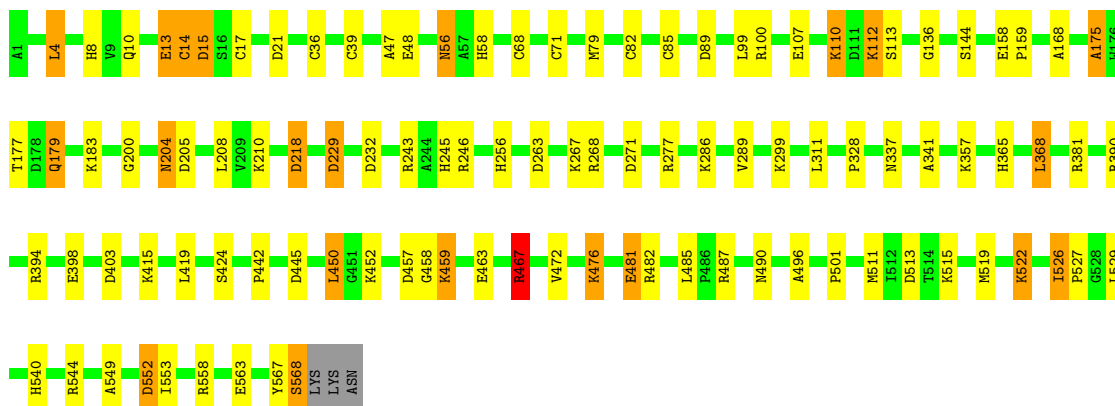 A1 L4 H8 V9 Q10 E13 C14 D15 S16 C17 D21 C36 C39 A47 E48 N56 A57 H58 C68 C71 M79 C82 C85 D89 L99 R100 E107 K110 D111 K112 S113 G136 S144 E158 P159 A168 A175 H176
T177 D178 Q179 K183 G200 N204 D205 L208 V209 K210 D218 D229 D232 R243 A244 H245 R246 H256 D263 K267 R268 D271 R277 K286 V289 K299 L311 P328 N337 A341 K357 H365 L368 R381
R394 E398 D403 K415 L419 S424 P442 D445 L450 G451 K452 D457 G458 K459 E463 R467 V472 K476 E481 R482 L485 P486 R487 N490 A496 P501 M511 I512 D513 T514 K515 M519 K522 I526 P527 G528
H540 R544 A549 D552 I553 R558 E563 Y567 S568 LYS LYS ASN